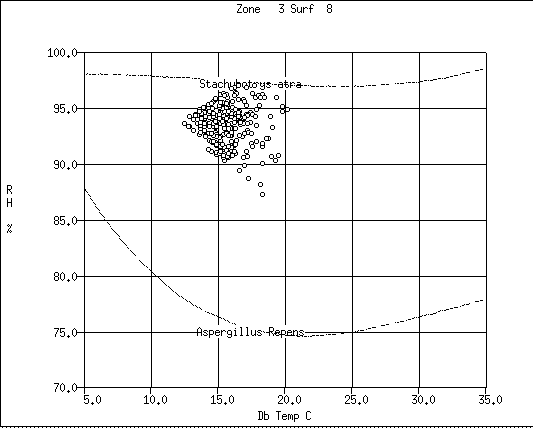 Zone 3 Surf 8
100.0
Stachybotrys atra
95.0
90.0
R
H
%
85.0
80.0
Aspergillus Repens
75.0
70.0
5.0 10.0 15.0 20.0 25.0 30.0 35.0
Db Temp C